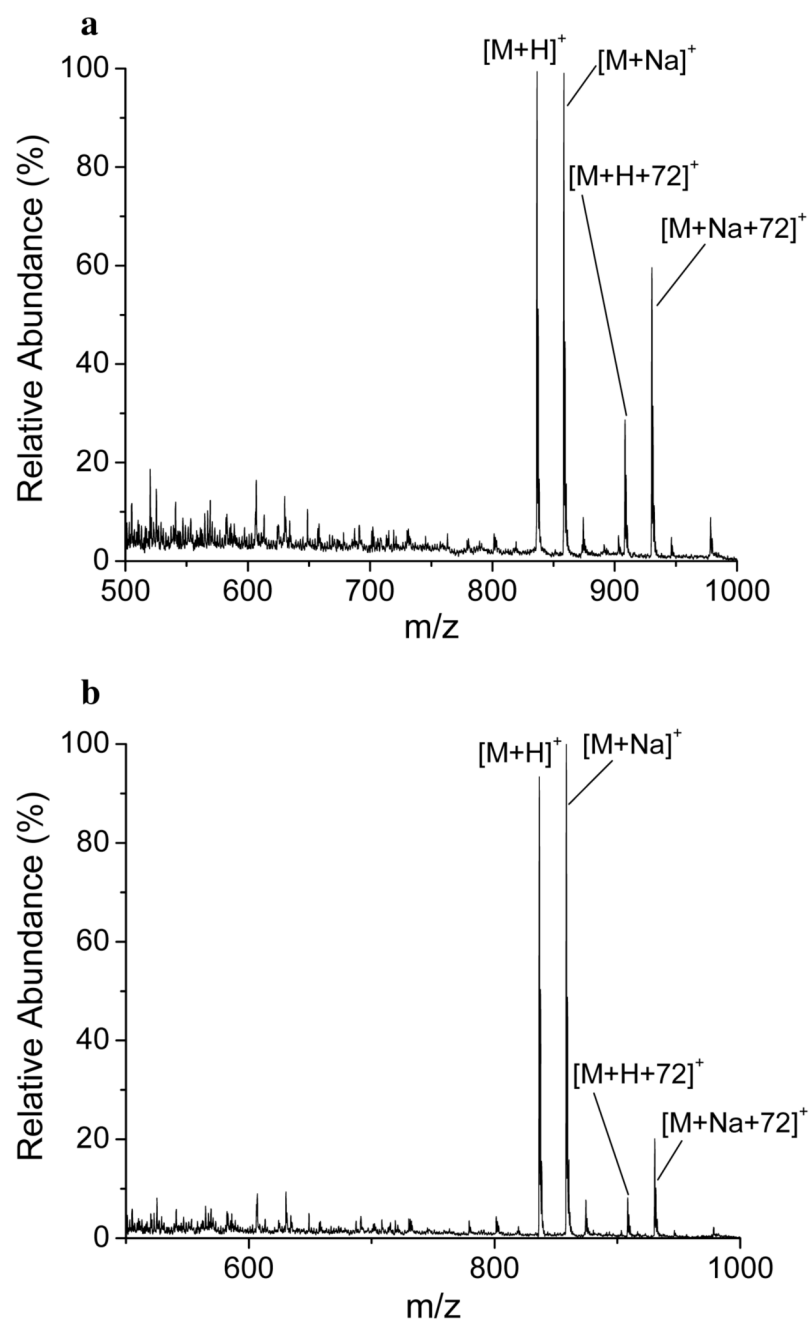 a
[M+H]⁺
[M+Na]⁺
[M+H+72]⁺
[M+Na+72]⁺
Relative Abundance (%)
100
80
60
40
20
0
500 600 700 800 900 1000
m/z
b
[M+H]⁺ [M+Na]⁺
[M+H+72]⁺
[M+Na+72]⁺
Relative Abundance (%)
100
80
60
40
20
0
600 800 1000
m/z